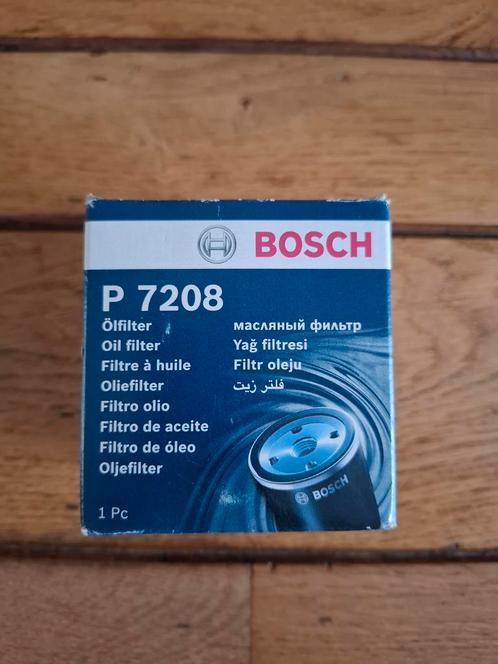 BOSCH
P 7208
Ölfilter
Oil filter
Filtre à huile
Oliefilter
Filtro olio
Filtro de aceite
Filtro de óleo
Oljefilter
масляный фильтр
Yağ filtresi
Filtr oleju
فلتر زيت
BOSCH
1 Pc